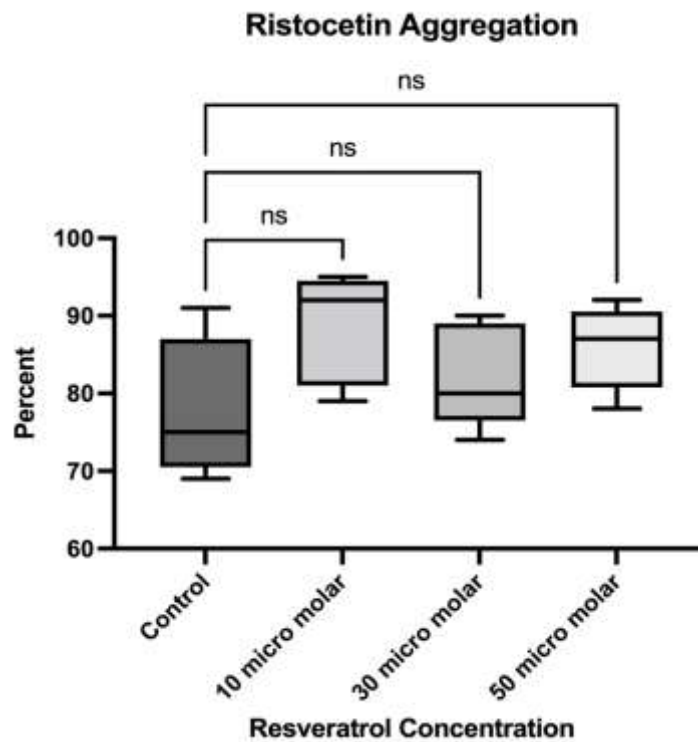 Ristocetin Aggregation
ns
ns
ns
100
90
80
70
60
Percent
Control
10 micro molar
30 micro molar
50 micro molar
Resveratrol Concentration